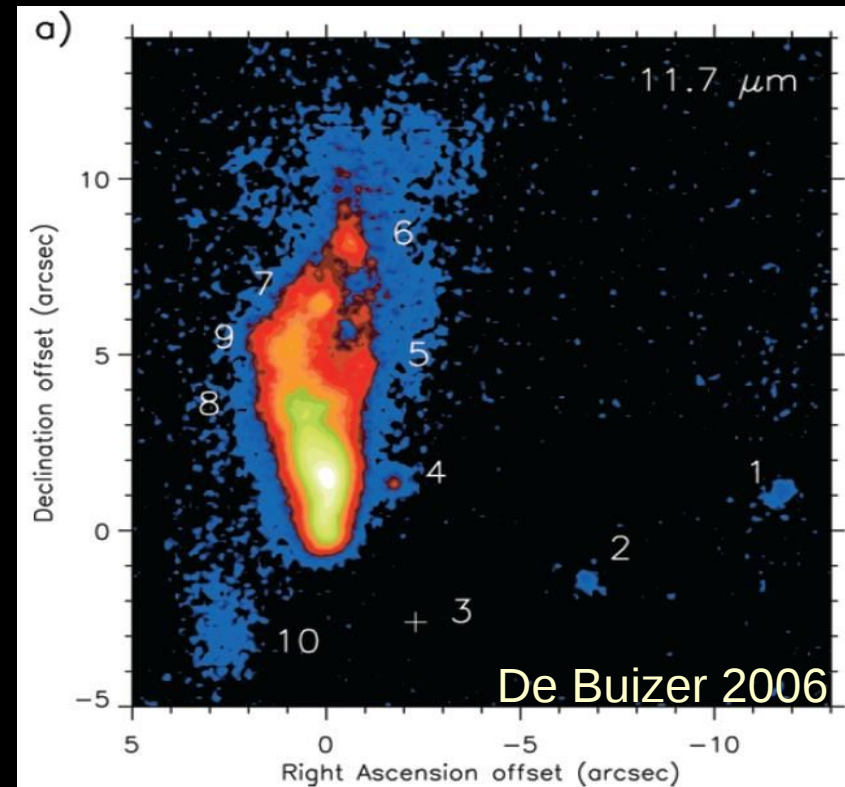 a)
11.7 μm
10
6
7
9
5
5
8
4
1
0
2
3
10
De Buizer 2006
−5
5 0 −5 −10
Declination offset (arcsec)
Right Ascension offset (arcsec)